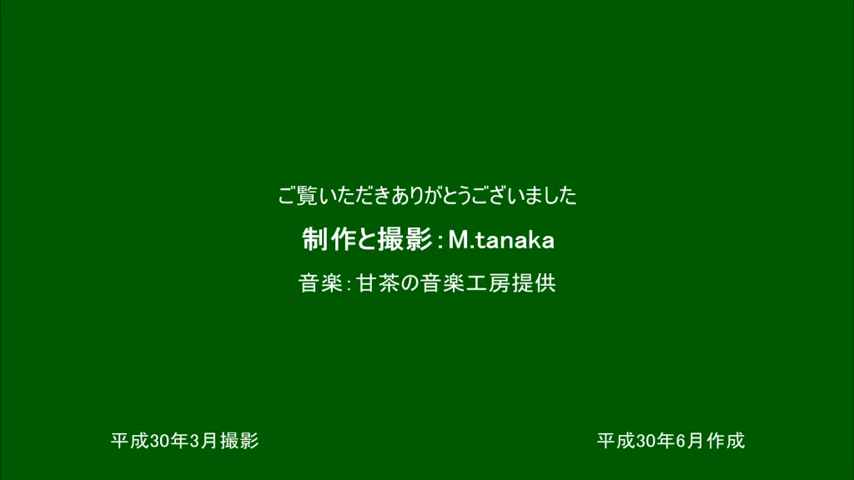 ご覧いただきありがとうございました
制作と撮影：M.tanaka
音楽：甘茶の音楽工房提供
平成30年3月撮影
平成30年6月作成